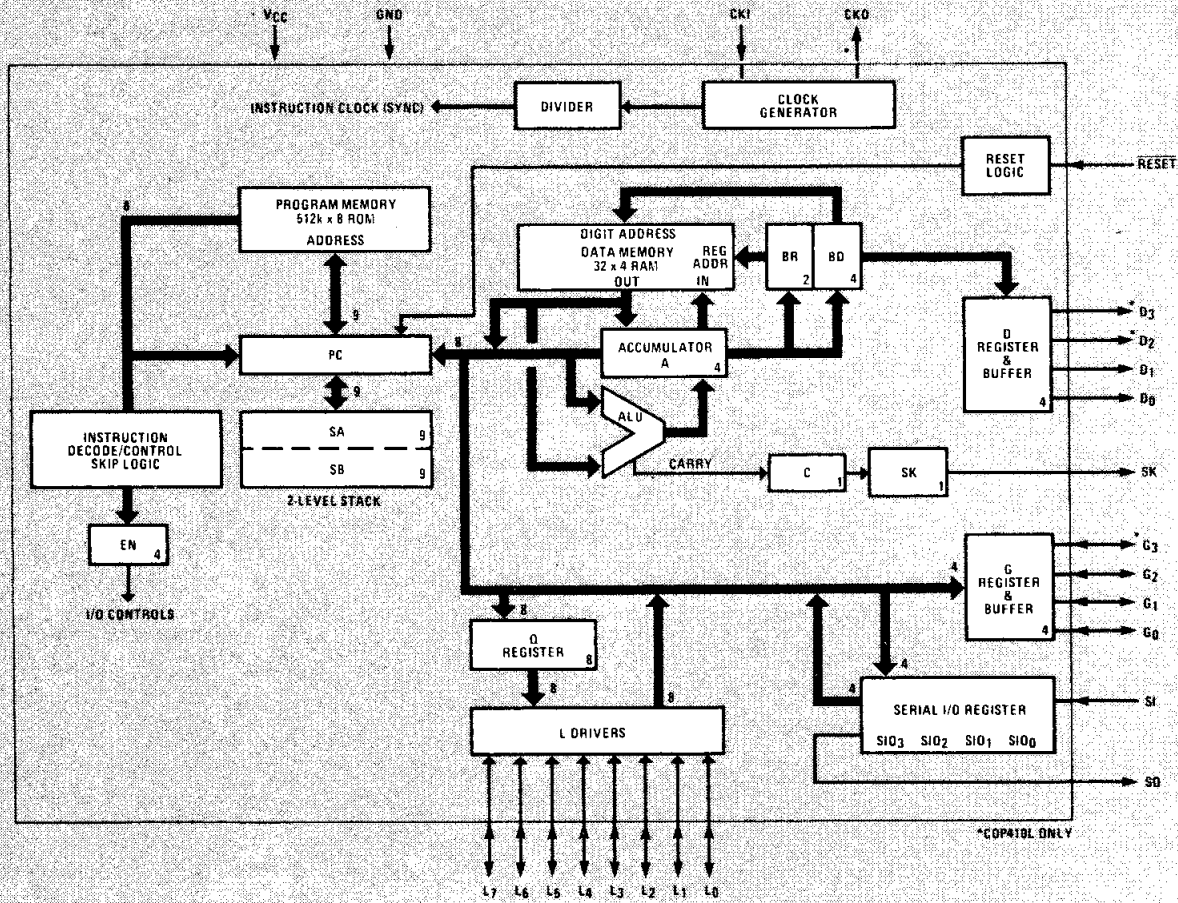 VCC
GND
CKI
CKO
*
INSTRUCTION CLOCK (SYNC)
DIVIDER
CLOCK
GENERATOR
RESET
LOGIC
RESET
8
PROGRAM MEMORY
512k x 8 ROM
ADDRESS
DIGIT ADDRESS
DATA MEMORY
32 x 4 RAM
OUT
REG
ADDR
IN
BR
2
BD
4
9
PC
8
ACCUMULATOR
A
4
D
REGISTER
&
BUFFER
4
*D3
*D2
D1
D0
9
INSTRUCTION
DECODE/CONTROL
SKIP LOGIC
SA
9
SB
9
2-LEVEL STACK
ALU
CARRY
C
1
SK
1
SK
EN
4
I/O CONTROLS
4
G
REGISTER
&
BUFFER
4
*G3
G2
G1
G0
8
Q
REGISTER
8
8
8
L DRIVERS
4
4
SERIAL I/O REGISTER
SIO3 SIO2 SIO1 SIO0
SI
SO
*COP410L ONLY
L7 L6 L5 L4 L3 L2 L1 L0